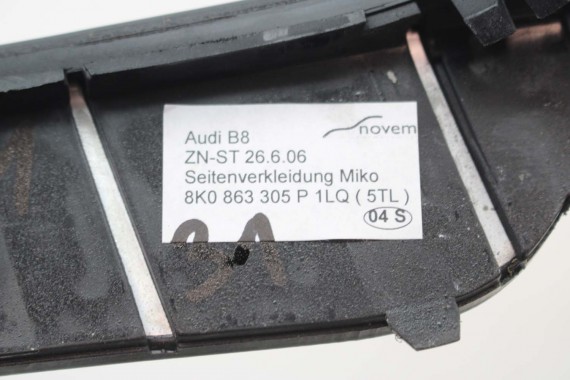 novem
Audi B8
ZN-ST 26.6.06
Seitenverkleidung Miko
8K0 863 305 P 1LQ ( 5TL )
04 S